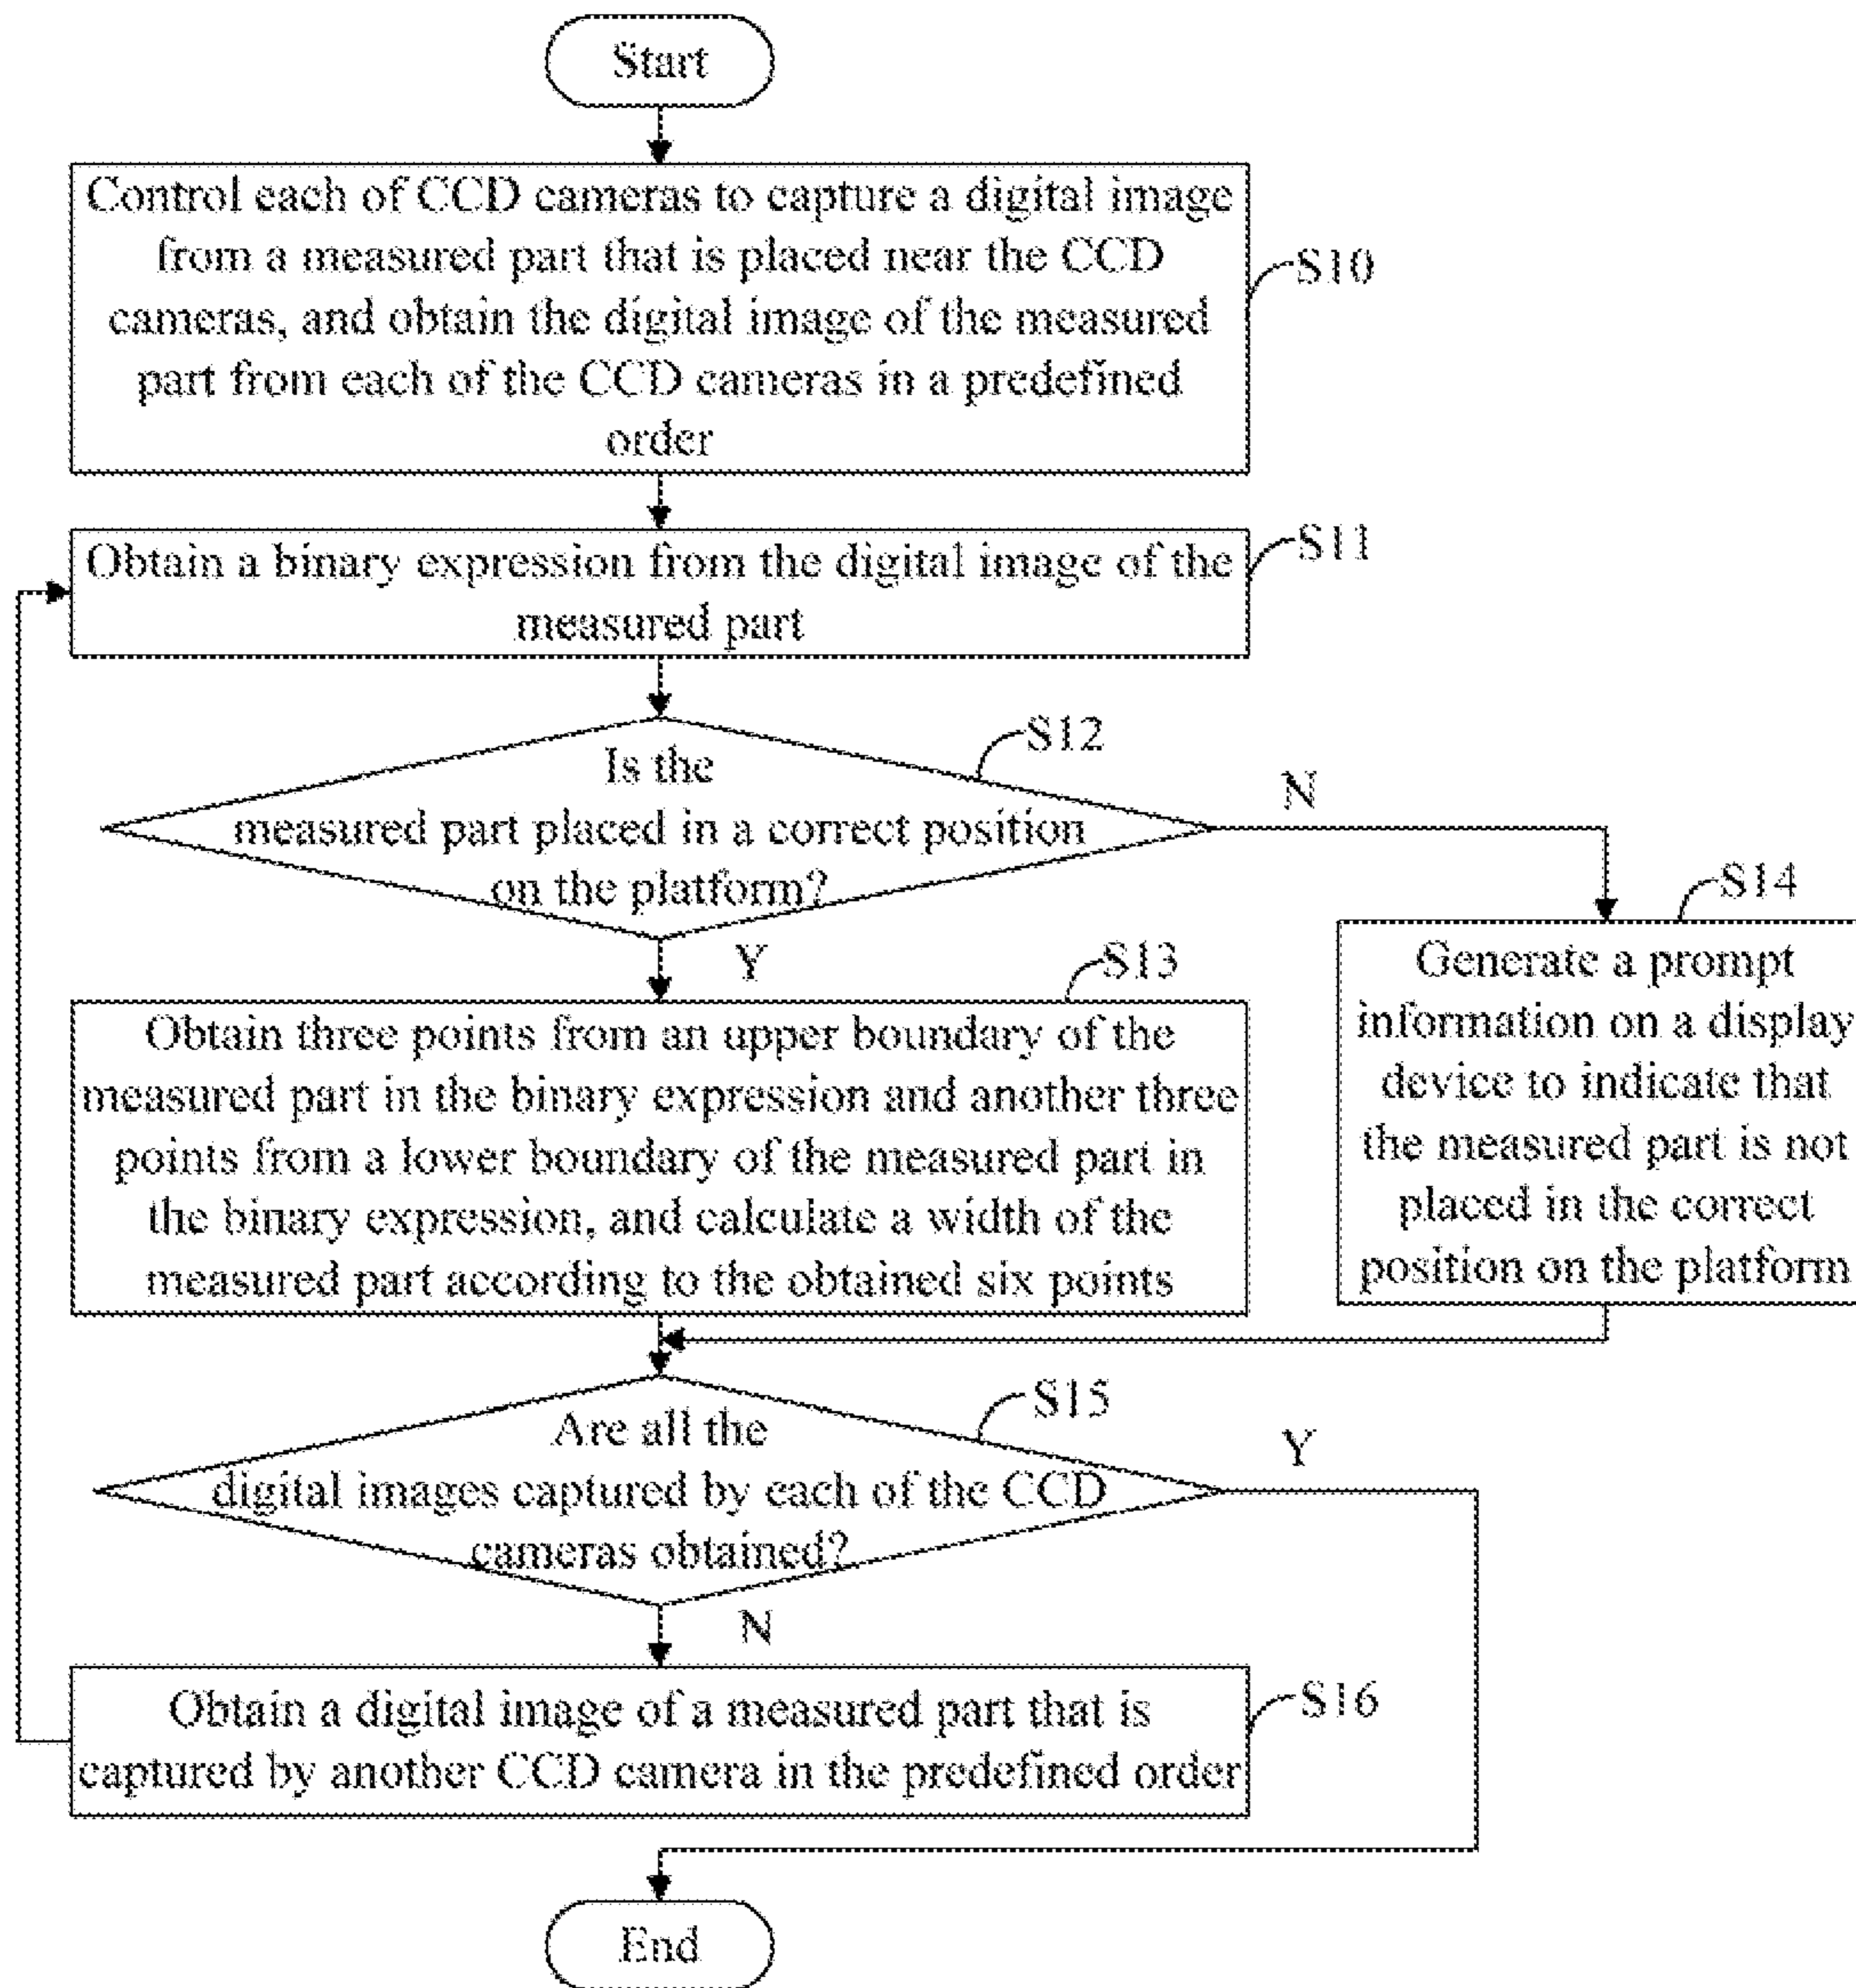 Start
Control each of CCD cameras to capture a digital image
from a measured part that is placed near the CCD
cameras, and obtain the digital image of the measured
part from each of the CCD cameras in a predefined
order
S10
Obtain a binary expression from the digital image of the
measured part
S11
S12
Is the
measured part placed in a correct position
on the platform?
N
Y
S13
Obtain three points from an upper boundary of the
measured part in the binary expression and another three
points from a lower boundary of the measured part in
the binary expression, and calculate a width of the
measured part according to the obtained six points
S14
Generate a prompt
information on a display
device to indicate that
the measured part is not
placed in the correct
position on the platform
S15
Are all the
digital images captured by each of the CCD
cameras obtained?
Y
N
Obtain a digital image of a measured part that is
captured by another CCD camera in the predefined order
S16
End